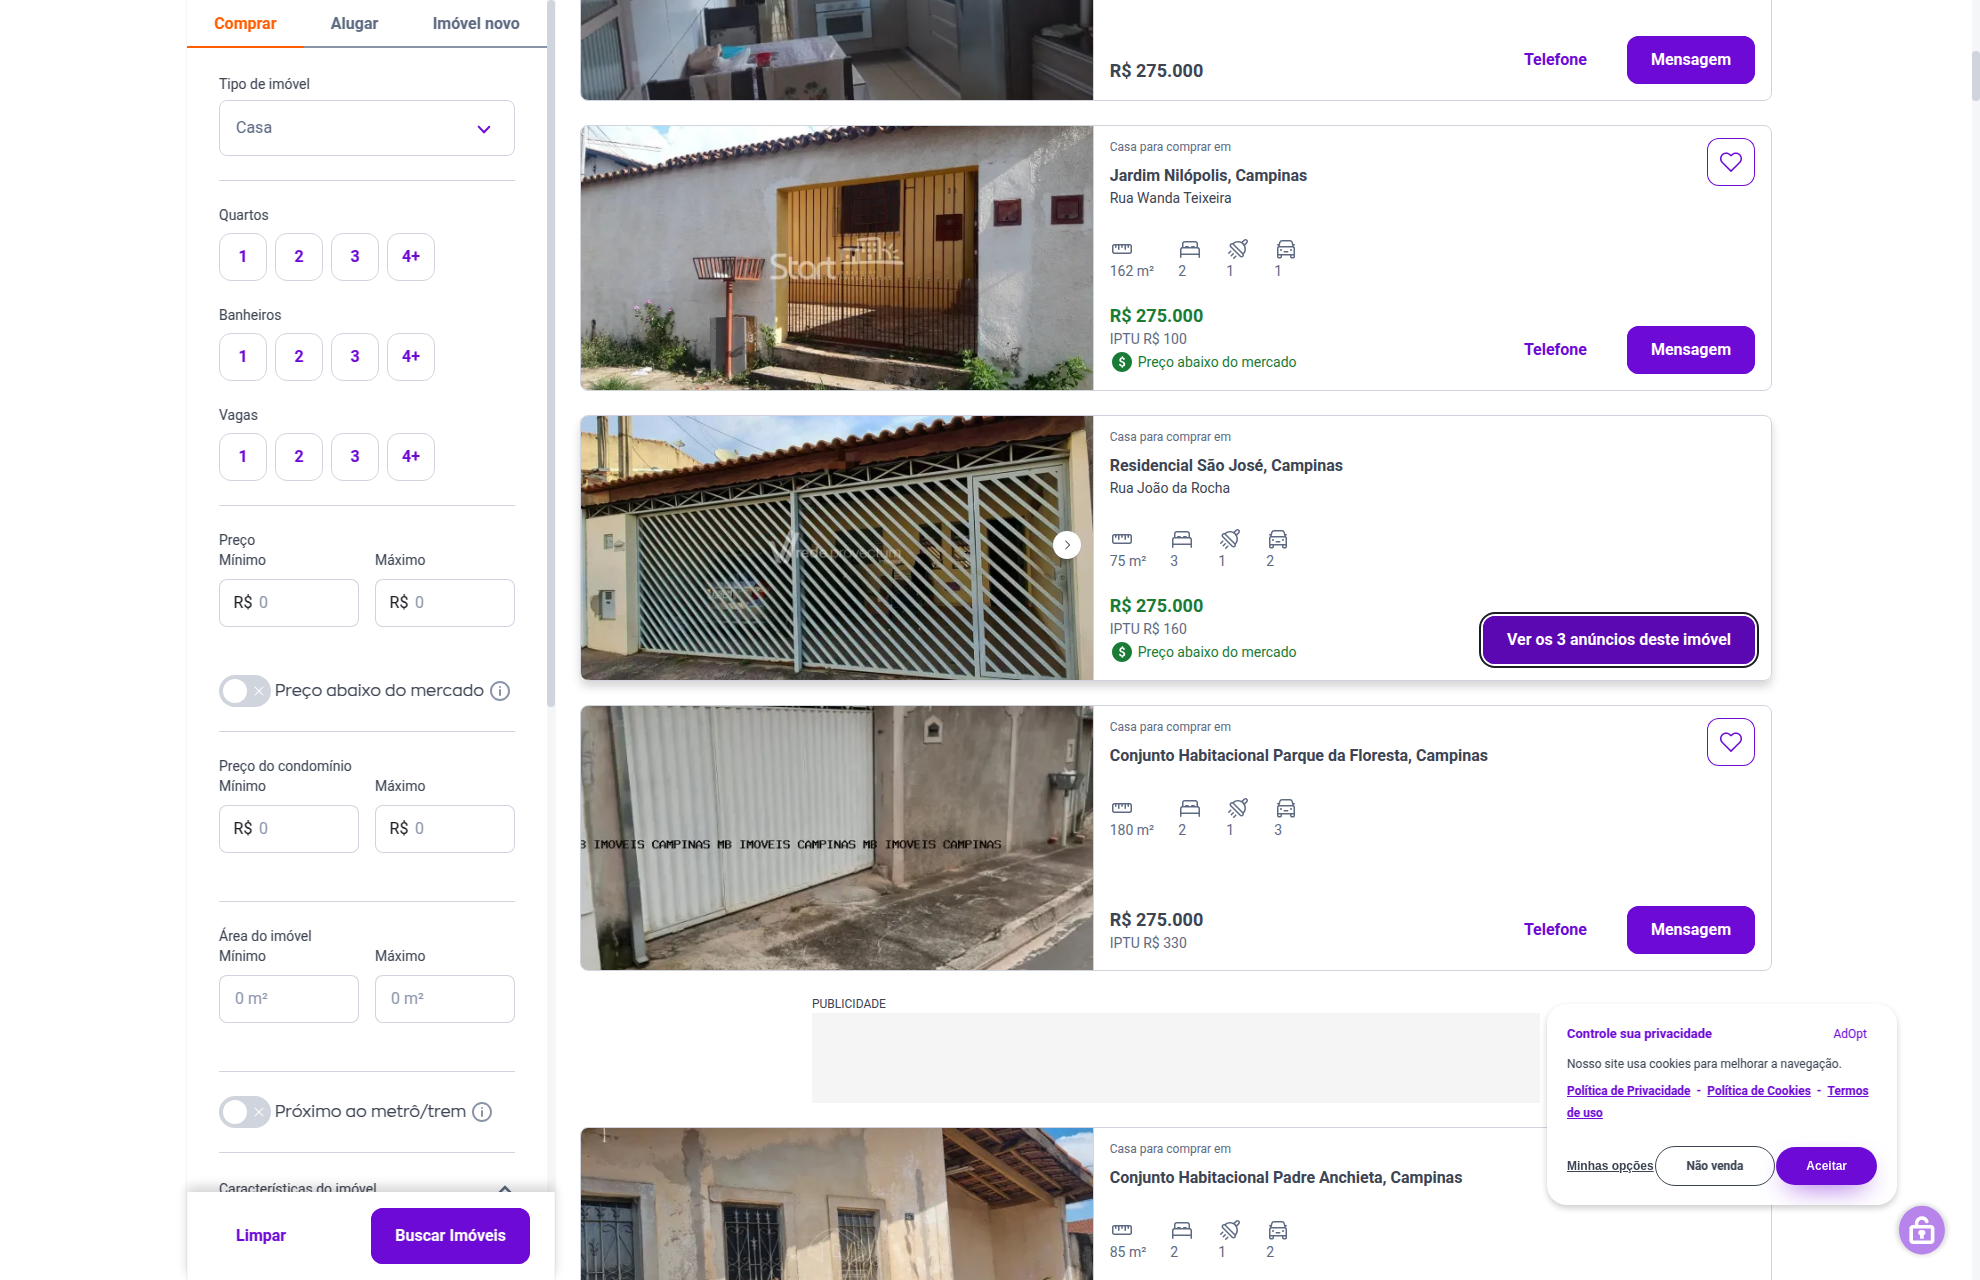 Comprar
Alugar
Imóvel novo
Tipo de imóvel
Casa
Quartos
1
2
3
4+
Banheiros
1
2
3
4+
Vagas
1
2
3
4+
Preço
Mínimo
Máximo
R$ 0
R$ 0
Preço abaixo do mercado
Preço do condomínio
Mínimo
Máximo
R$ 0
R$ 0
Área do imóvel
Mínimo
Máximo
0 m²
0 m²
Próximo ao metrô/trem
Características do imóvel
Limpar
Buscar Imóveis
R$ 275.000
Telefone
Mensagem
Start
Casa para comprar em
Jardim Nilópolis, Campinas
Rua Wanda Teixeira
162 m²
2
1
1
R$ 275.000
IPTU R$ 100
Preço abaixo do mercado
Telefone
Mensagem
rede provectum
Casa para comprar em
Residencial São José, Campinas
Rua João da Rocha
75 m²
3
1
2
R$ 275.000
IPTU R$ 160
Preço abaixo do mercado
Ver os 3 anúncios deste imóvel
IMOVEIS CAMPINAS MB IMOVEIS CAMPINAS MB IMOVEIS CAMPINAS
Casa para comprar em
Conjunto Habitacional Parque da Floresta, Campinas
180 m²
2
1
3
R$ 275.000
IPTU R$ 330
Telefone
Mensagem
PUBLICIDADE
Casa para comprar em
Conjunto Habitacional Padre Anchieta, Campinas
85 m²
2
1
2
Controle sua privacidade
AdOpt
Nosso site usa cookies para melhorar a navegação.
Política de Privacidade - Política de Cookies - Termos
de uso
Minhas opções
Não venda
Aceitar